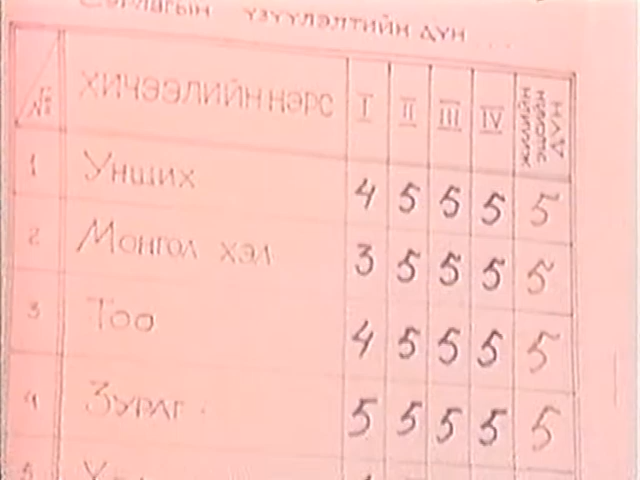 үзүүлэлтийн дүн
№ ХИЧЭЭЛИЙН НЭРС I II III IV
1 Унших 4 5 5 5 5
2 Монгол хэл 3 5 5 5 5
3 Тоо 4 5 5 5 5
4 Зураг 5 5 5 5 5
5